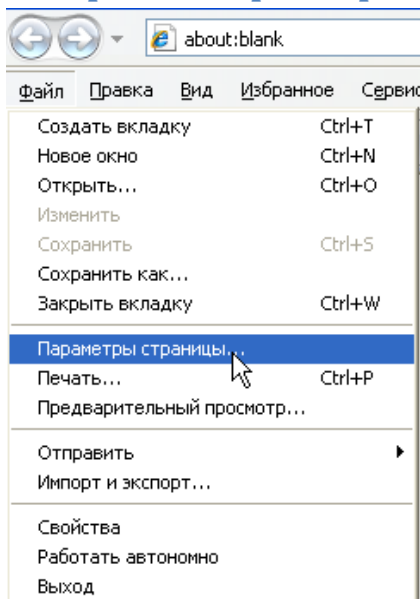 about:blank
Файл Правка Вид Избранное Сервис
Создать вкладку Ctrl+T
Новое окно Ctrl+N
Открыть... Ctrl+O
Изменить
Сохранить Ctrl+S
Сохранить как...
Закрыть вкладку Ctrl+W
Параметры страницы...
Печать... Ctrl+P
Предварительный просмотр...
Отправить
Импорт и экспорт...
Свойства
Работать автономно
Выход